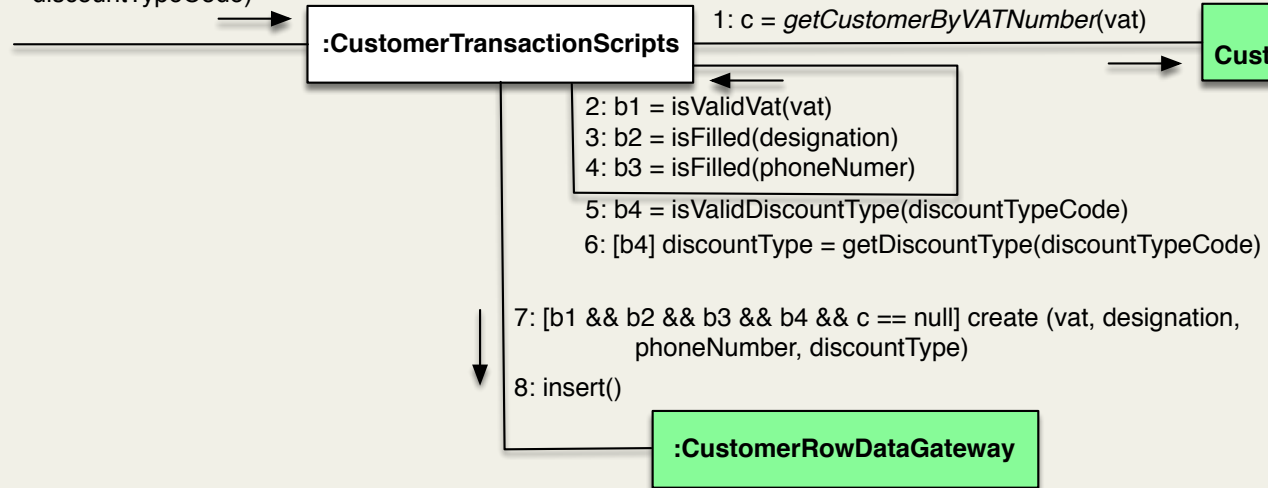 discountTypeCode)
1: c = getCustomerByVATNumber(vat)
:CustomerTransactionScripts
2: b1 = isValidVat(vat)
3: b2 = isFilled(designation)
4: b3 = isFilled(phoneNumer)
5: b4 = isValidDiscountType(discountTypeCode)
6: [b4] discountType = getDiscountType(discountTypeCode)
7: [b1 && b2 && b3 && b4 && c == null] create (vat, designation,
phoneNumber, discountType)
8: insert()
:CustomerRowDataGateway